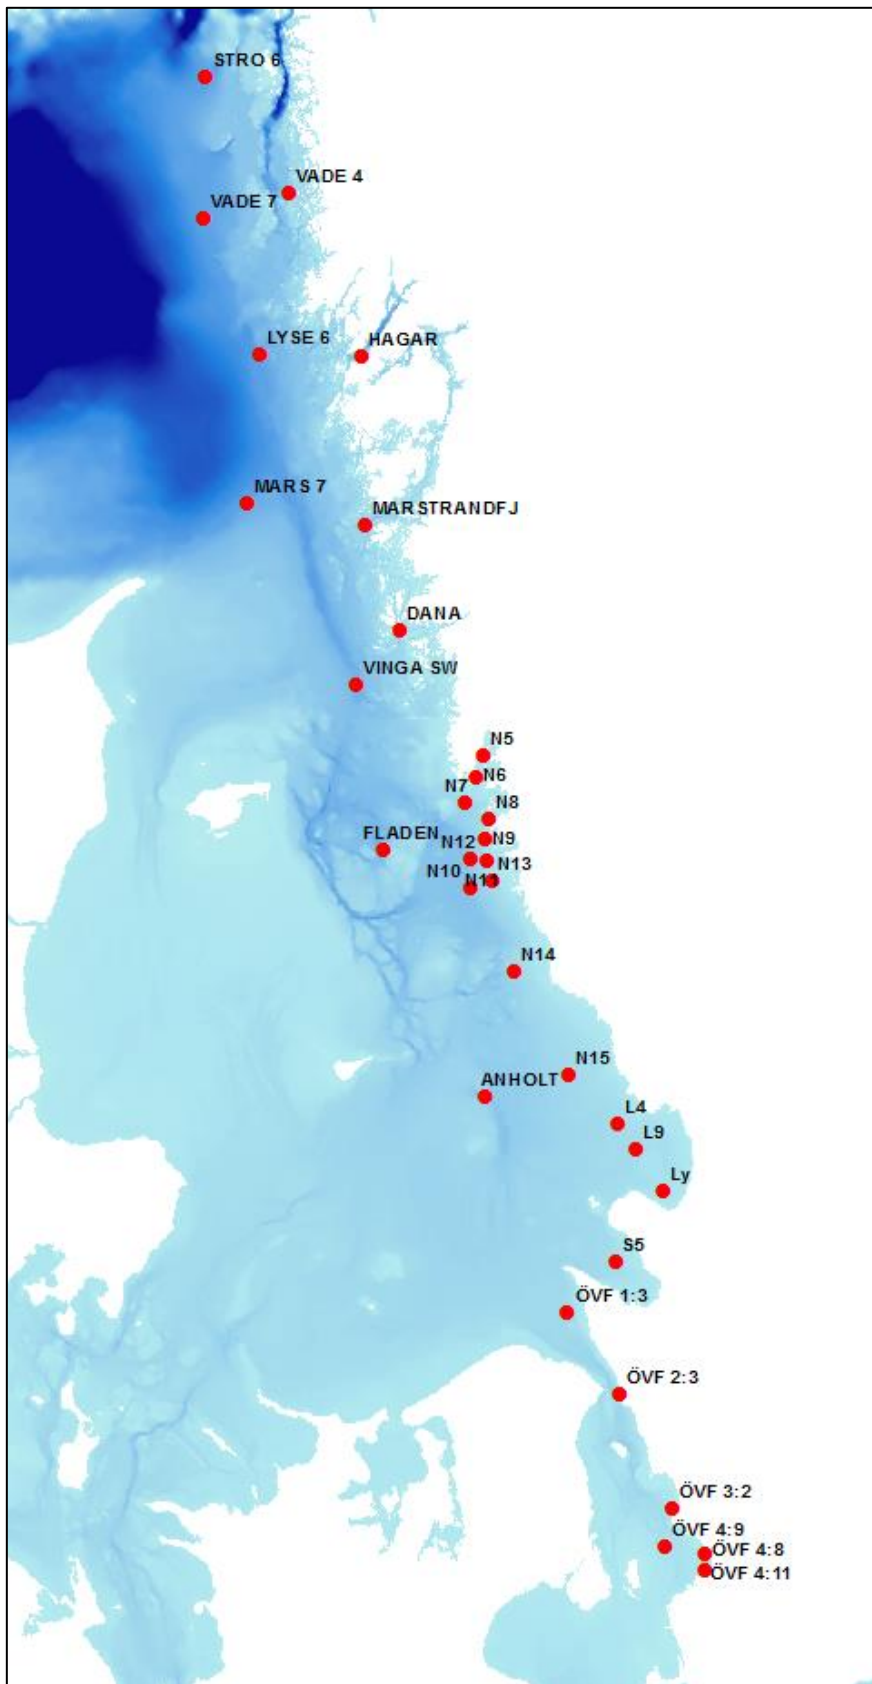 STRO 6
VADE 4
VADE 7
LYSE 6
HAGAR
MARS 7
MARSTRANDFJ
DANA
VINGA SW
N5
N6
N7
N8
FLADEN
N12
N9
N10
N11
N13
N14
N15
ANHOLT
L4
L9
Ly
S5
ÖVF 1:3
ÖVF 2:3
ÖVF 3:2
ÖVF 4:9
ÖVF 4:8
ÖVF 4:11